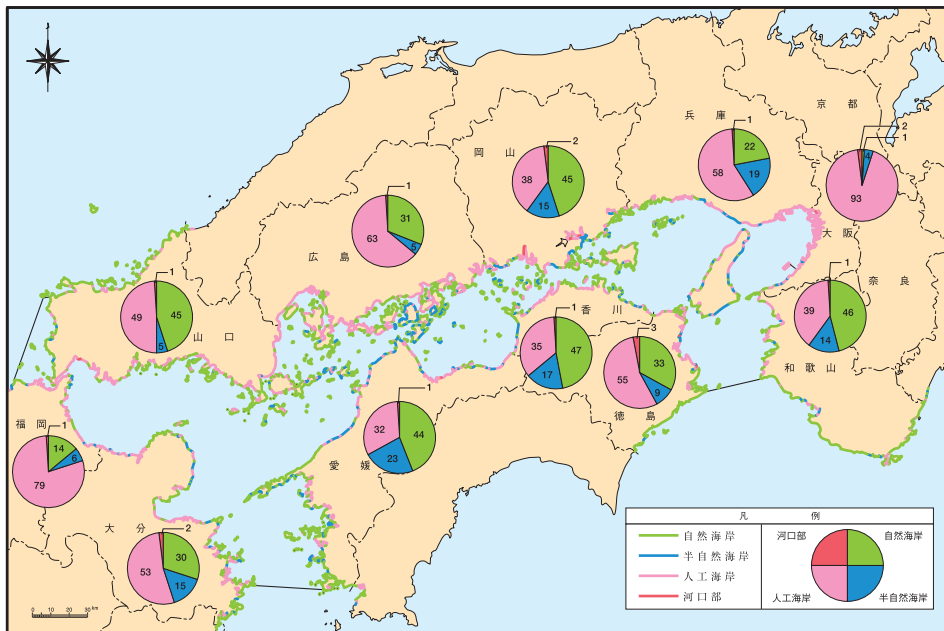 京都
兵庫
1
22
19
58
2
1
4
93
大阪
岡山
2
45
15
38
1
31
5
63
広島
奈良
1
46
14
39
和歌山
1
45
5
49
山口
香川
1
47
17
35
3
33
9
55
徳島
福岡
1
14
6
79
1
44
23
32
愛媛
大分
2
30
15
53
0 10 20 30km
凡例
自然海岸
半自然海岸
人工海岸
河口部
河口部 自然海岸
人工海岸 半自然海岸